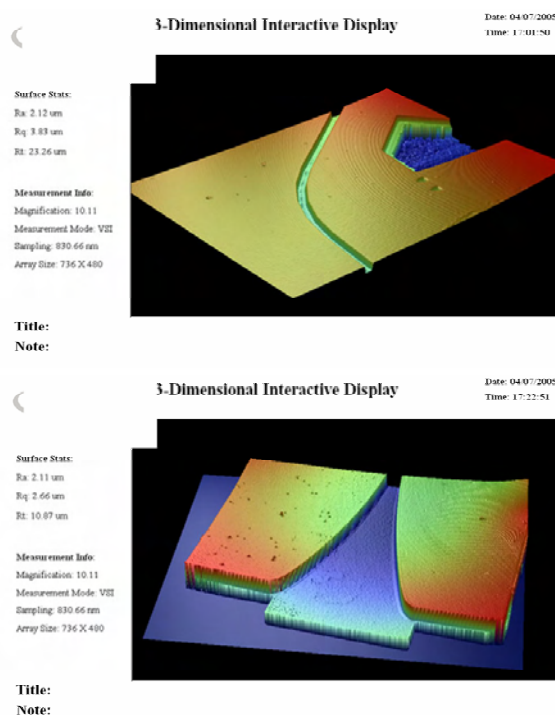 3-Dimensional Interactive Display
Date: 04/07/2005
Time: 17:01:50
Surface Stats:
Ra: 2.12 um
Rq: 3.83 um
Rt: 23.26 um
Measurement Info:
Magnification: 10.11
Measurement Mode: VSI
Sampling: 830.66 nm
Array Size: 736 X 480
Title:
Note:
3-Dimensional Interactive Display
Date: 04/07/2005
Time: 17:22:51
Surface Stats:
Ra: 2.11 um
Rq: 2.66 um
Rt: 10.87 um
Measurement Info:
Magnification: 10.11
Measurement Mode: VSI
Sampling: 830.66 nm
Array Size: 736 X 480
Title:
Note: